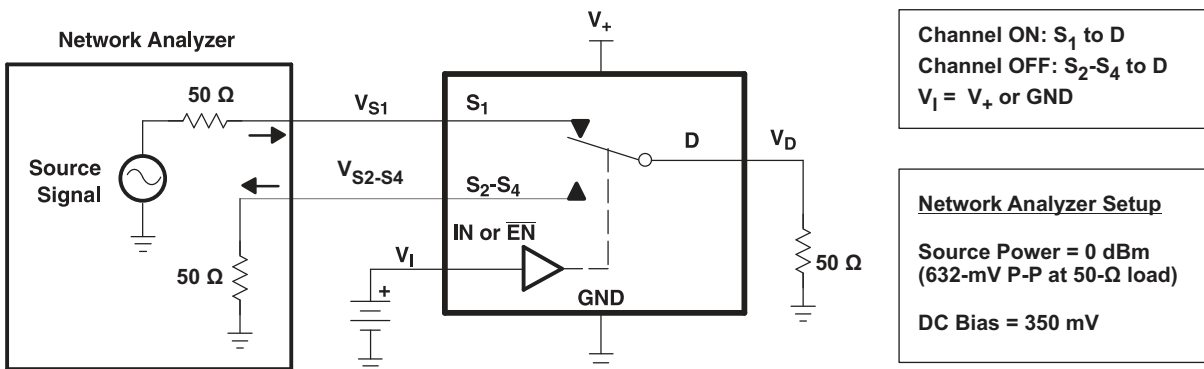 Network Analyzer
50 Ω
Source
Signal
50 Ω
V+
VS1
S1
VS2-S4
S2-S4
IN or E̅N̅
VI
+
GND
D
VD
50 Ω
Channel ON: S1 to D
Channel OFF: S2-S4 to D
VI = V+ or GND
Network Analyzer Setup
Source Power = 0 dBm
(632-mV P-P at 50-Ω load)
DC Bias = 350 mV